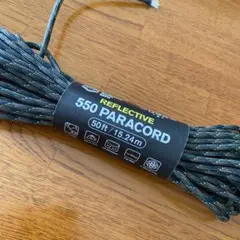 REFLECTIVE
550 PARACORD
50ft / 15.24m